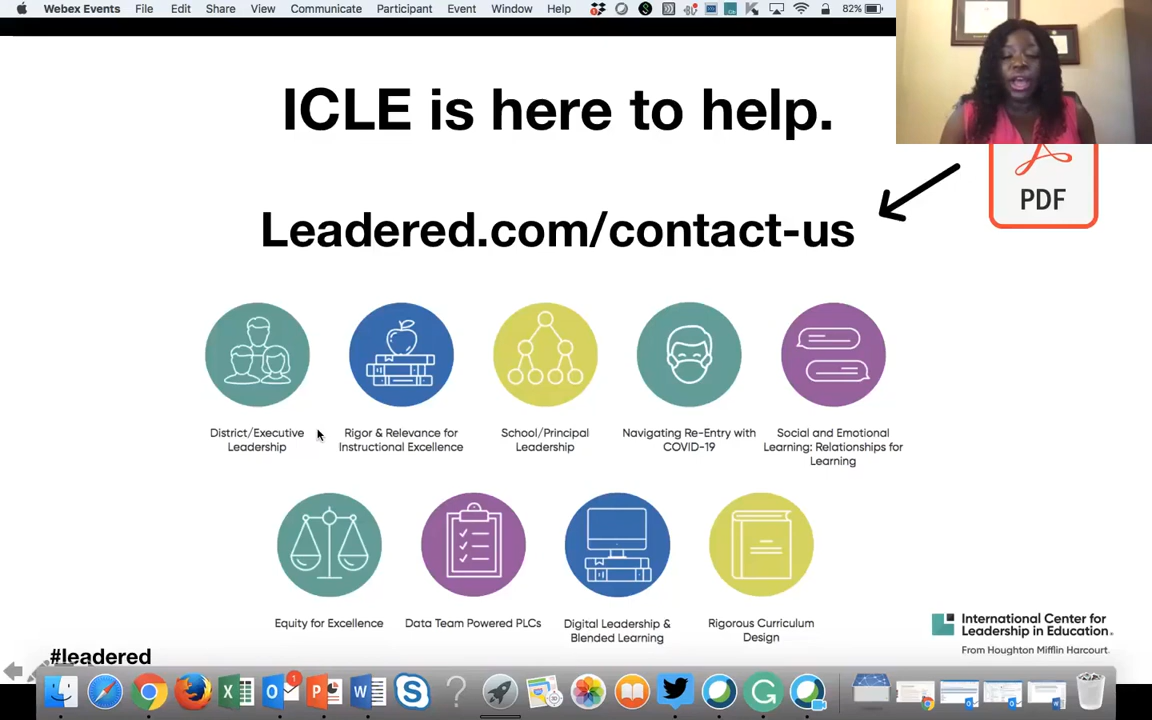 Webex Events File Edit Share View Communicate Participant Event Window Help 82%
ICLE is here to help.
PDF
Leadered.com/contact-us
District/Executive
Leadership
Rigor & Relevance for
Instructional Excellence
School/Principal
Leadership
Navigating Re-Entry with
COVID-19
Social and Emotional
Learning: Relationships for
Learning
Equity for Excellence
Data Team Powered PLCs
Digital Leadership &
Blended Learning
Rigorous Curriculum
Design
International Center for
Leadership in Education.
From Houghton Mifflin Harcourt.
#leadered
1